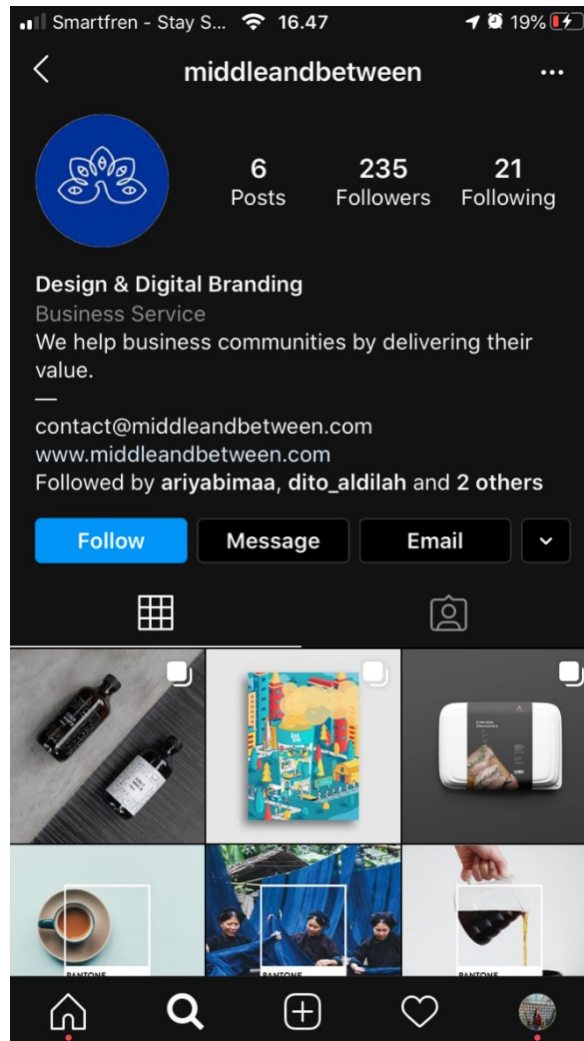 Smartfren - Stay S... 16.47 19%
middleandbetween
6 235 21
Posts Followers Following
Design & Digital Branding
Business Service
We help business communities by delivering their
value.
—
contact@middleandbetween.com
www.middleandbetween.com
Followed by ariyabimaa, dito_aldilah and 2 others
Follow Message Email
PANTONE PANTONE PANTONE